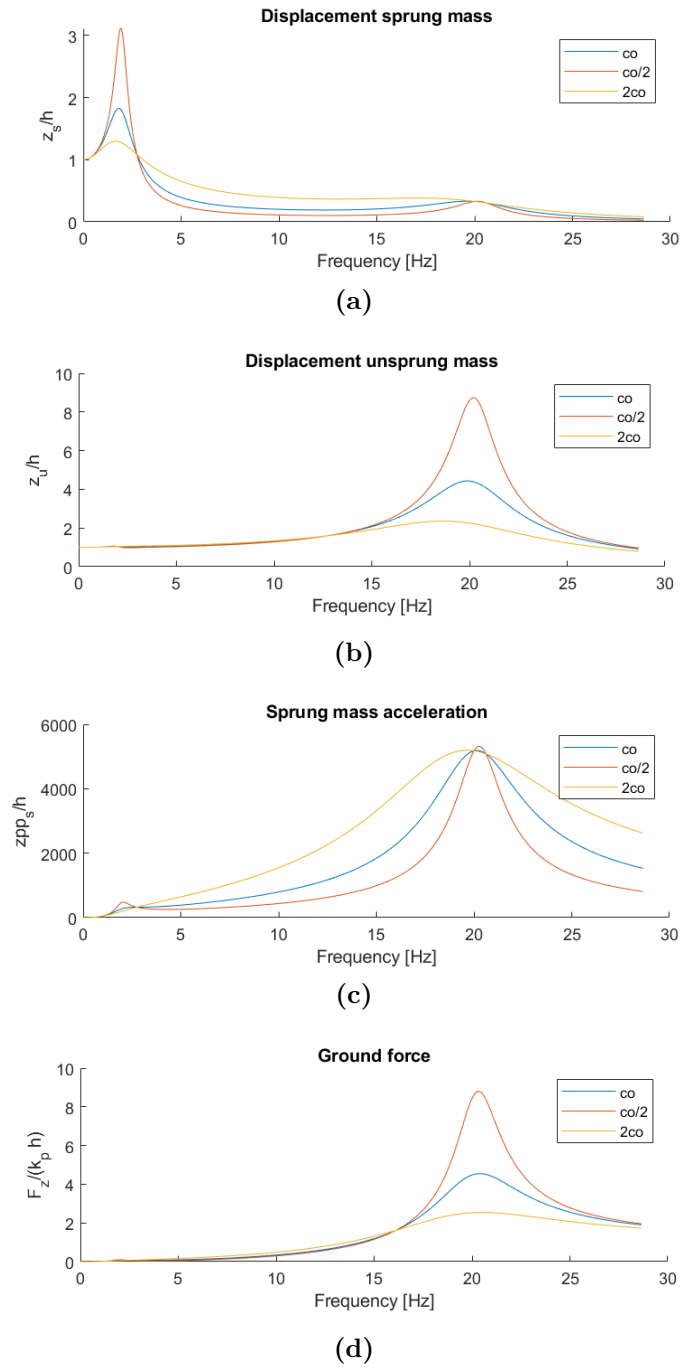 Displacement sprung mass
z_s/h
3
2
1
0
co
co/2
2co
0 5 10 15 20 25 30
Frequency [Hz]
(a)
Displacement unsprung mass
z_u/h
10
8
6
4
2
0
co
co/2
2co
0 5 10 15 20 25 30
Frequency [Hz]
(b)
Sprung mass acceleration
zpp_s/h
6000
4000
2000
0
co
co/2
2co
0 5 10 15 20 25 30
Frequency [Hz]
(c)
Ground force
F_z/(k_p h)
10
8
6
4
2
0
co
co/2
2co
0 5 10 15 20 25 30
Frequency [Hz]
(d)